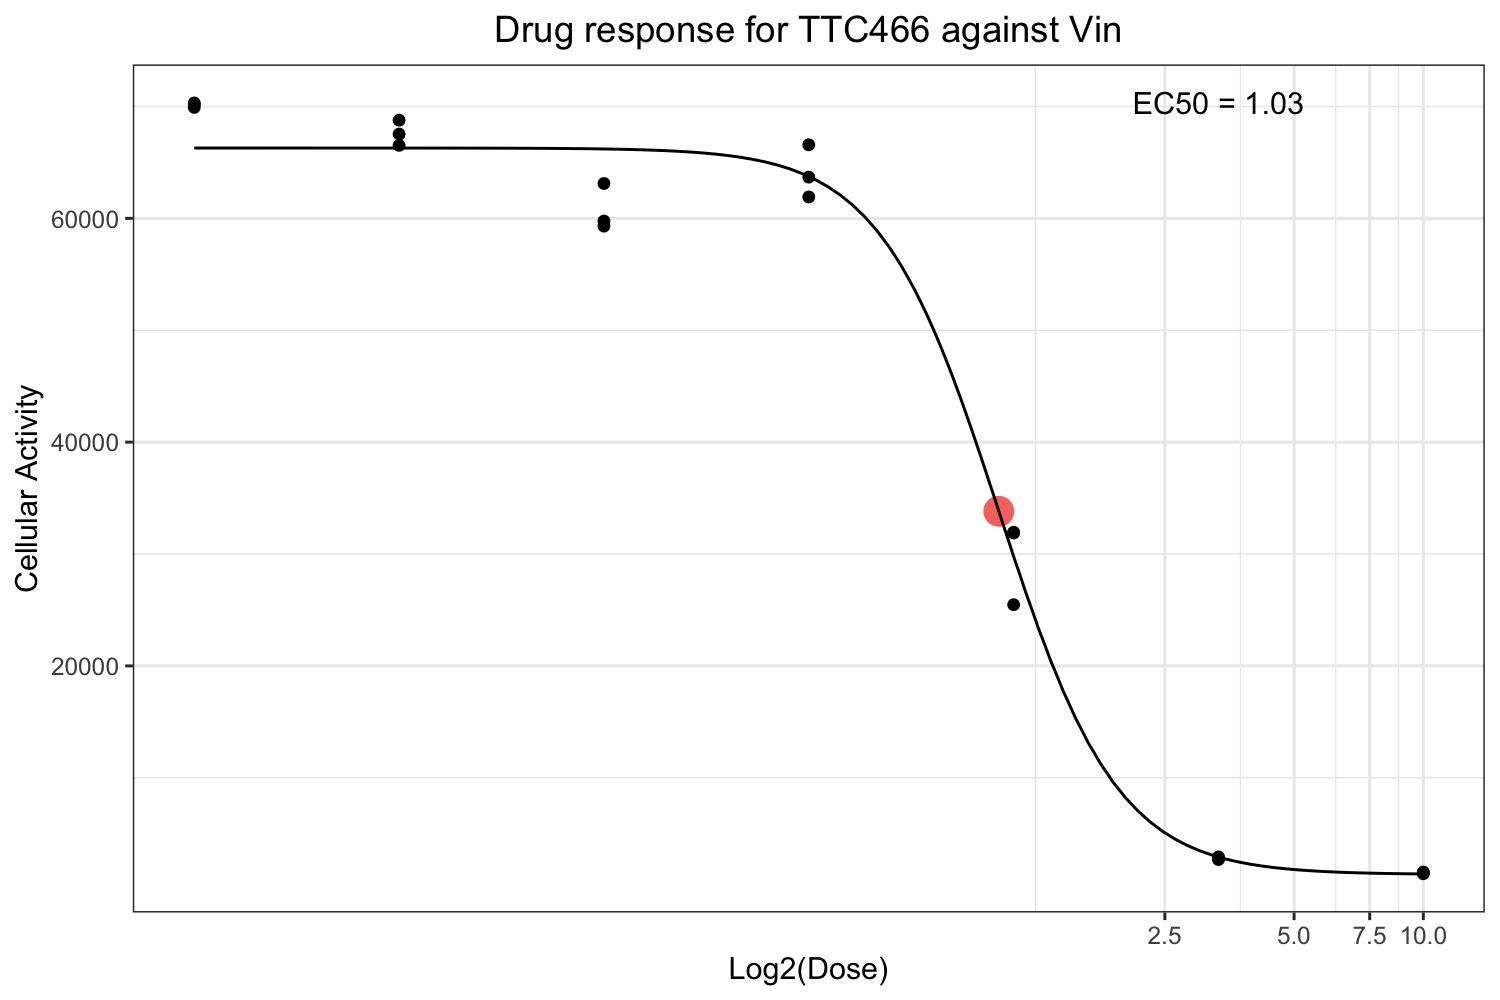 Drug response for TTC466 against Vin
EC50 = 1.03
60000
40000
20000
Cellular Activity
2.5 5.0 7.5 10.0
Log2(Dose)